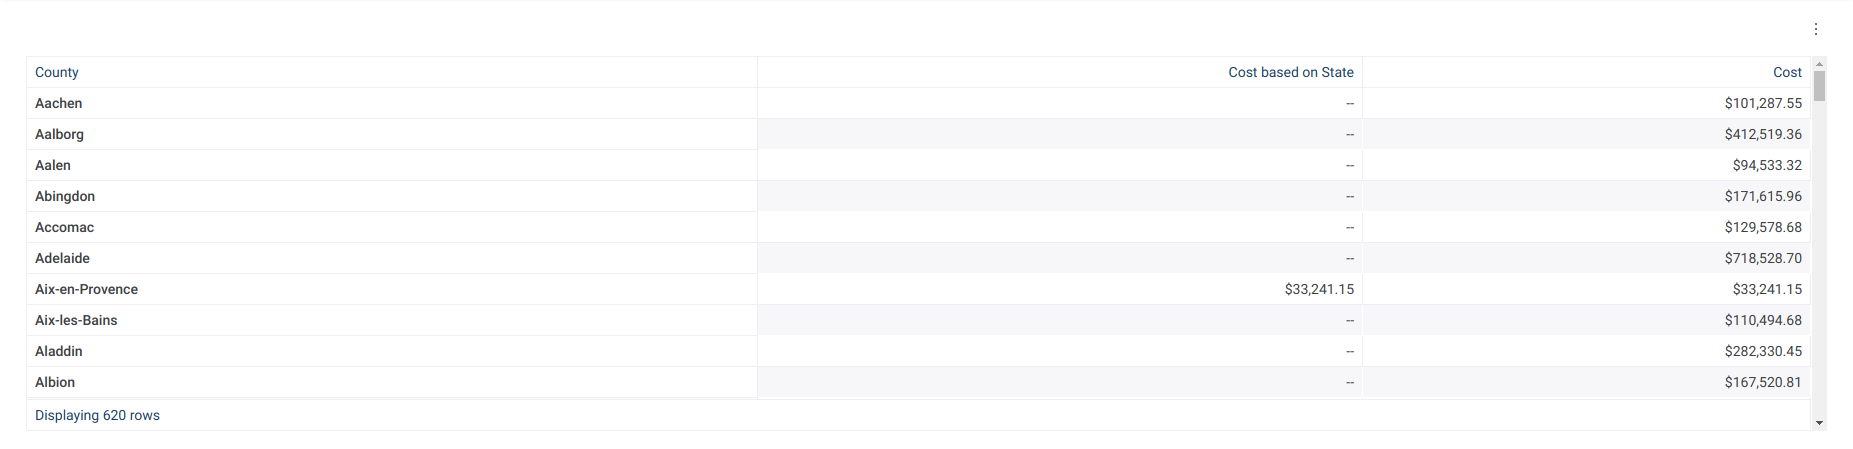 County Cost based on State Cost
Aachen -- $101,287.55
Aalborg -- $412,519.36
Aalen -- $94,533.32
Abingdon -- $171,615.96
Accomac -- $129,578.68
Adelaide -- $718,528.70
Aix-en-Provence $33,241.15 $33,241.15
Aix-les-Bains -- $110,494.68
Aladdin -- $282,330.45
Albion -- $167,520.81
Displaying 620 rows